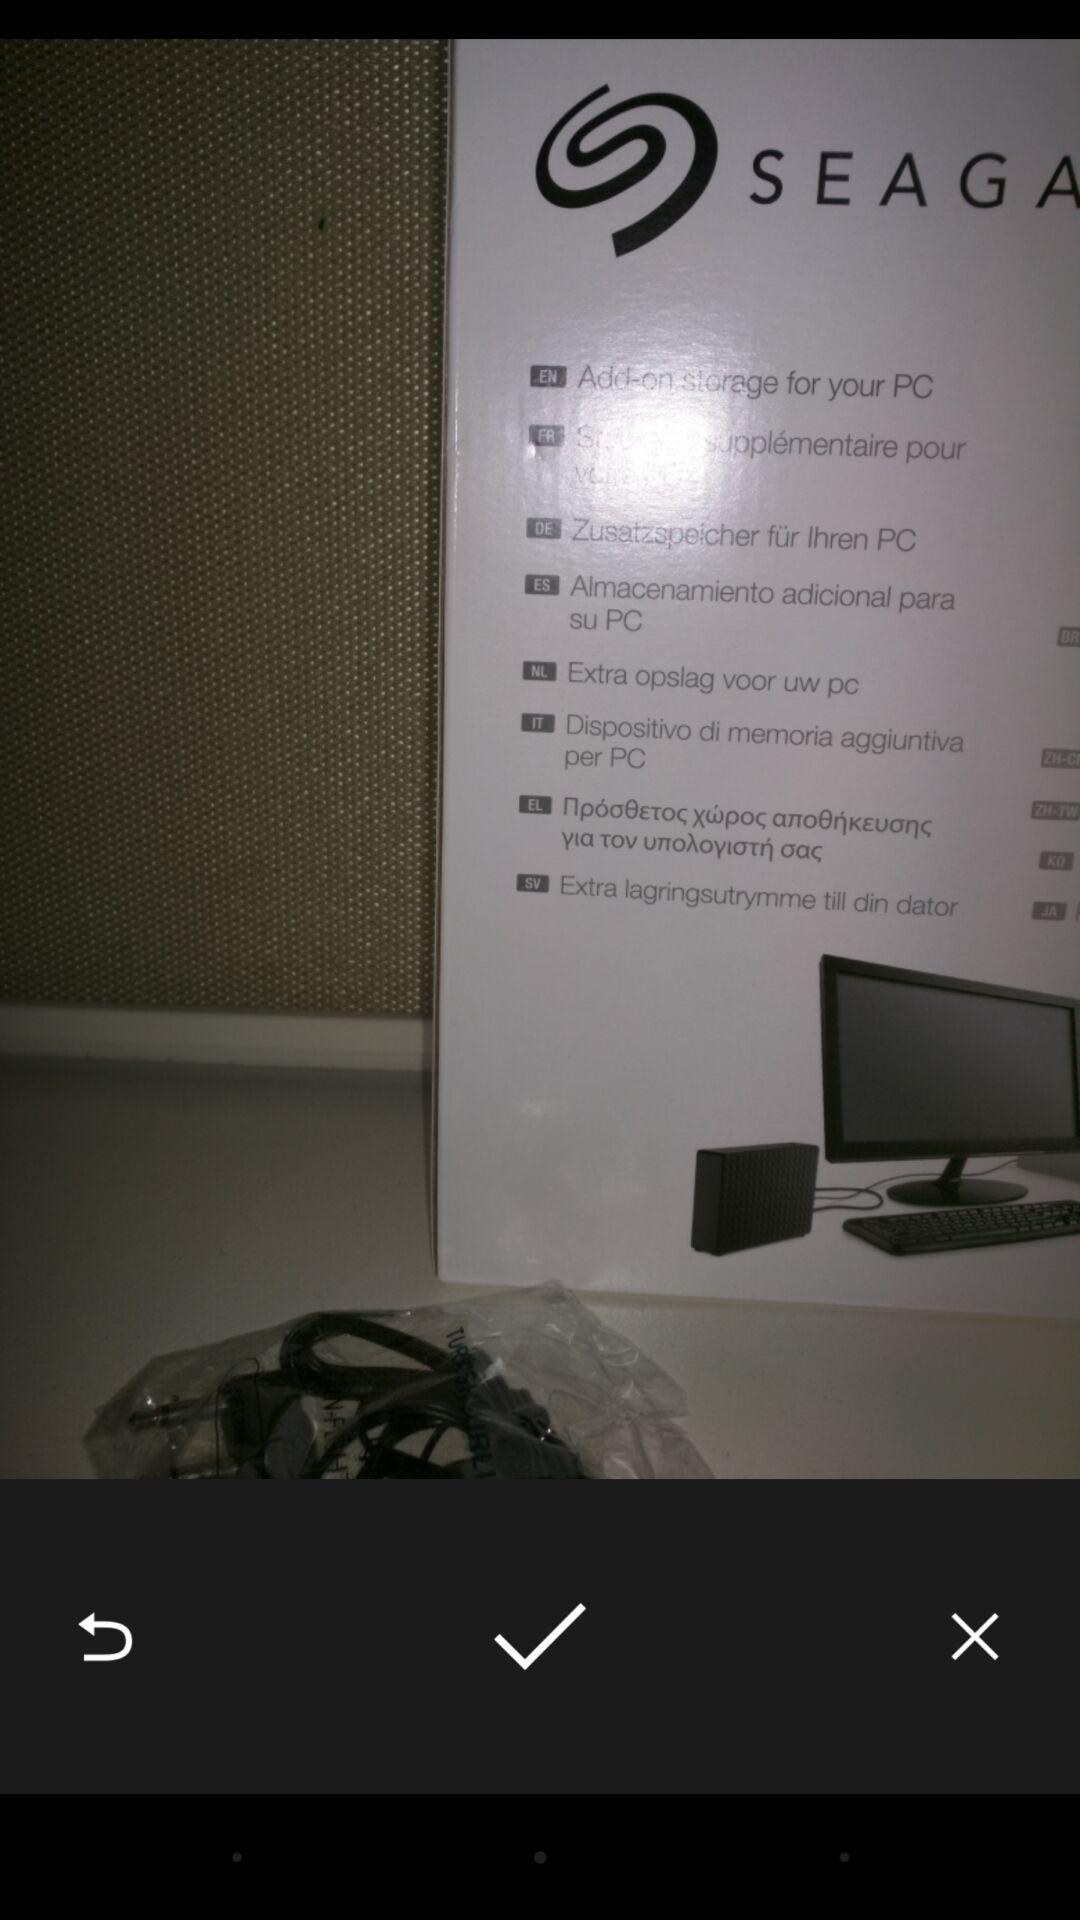 SEAGA
EN Add-on storage for your PC
FR supplémentaire pour
DE Zusatzspeicher für Ihren PC
ES Almacenamiento adicional para
su PC
NL Extra opslag voor uw pc
IT Dispositivo di memoria aggiuntiva
per PC
EL Πρόσθετος χώρος αποθήκευσης
για τον υπολογιστή σας
SV Extra lagringsutrymme till din dator
BR
ZH-CN
ZH-TW
KO
JA